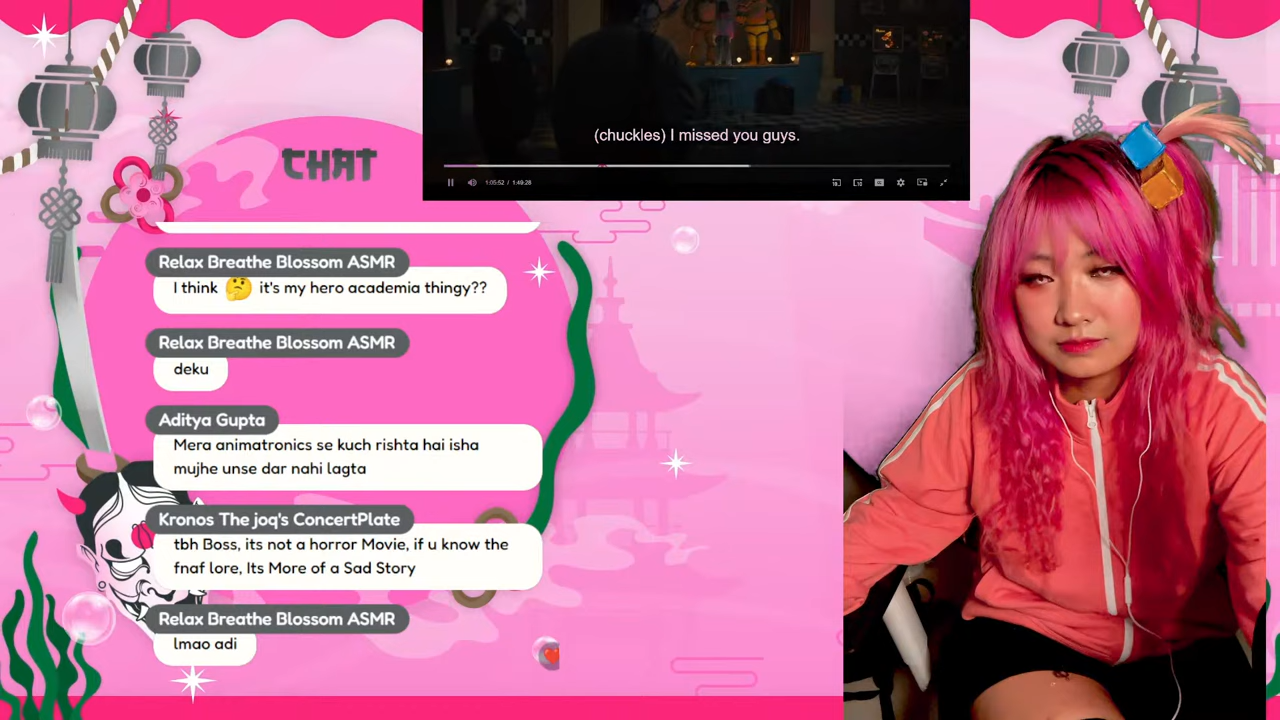 (chuckles) I missed you guys.
1:05:52 / 1:49:28
CHAT
Relax Breathe Blossom ASMR
I think 🤔 it's my hero academia thingy??
Relax Breathe Blossom ASMR
deku
Aditya Gupta
Mera animatronics se kuch rishta hai isha
mujhe unse dar nahi lagta
Kronos The joq's ConcertPlate
tbh Boss, its not a horror Movie, if u know the
fnaf lore, Its More of a Sad Story
Relax Breathe Blossom ASMR
lmao adi